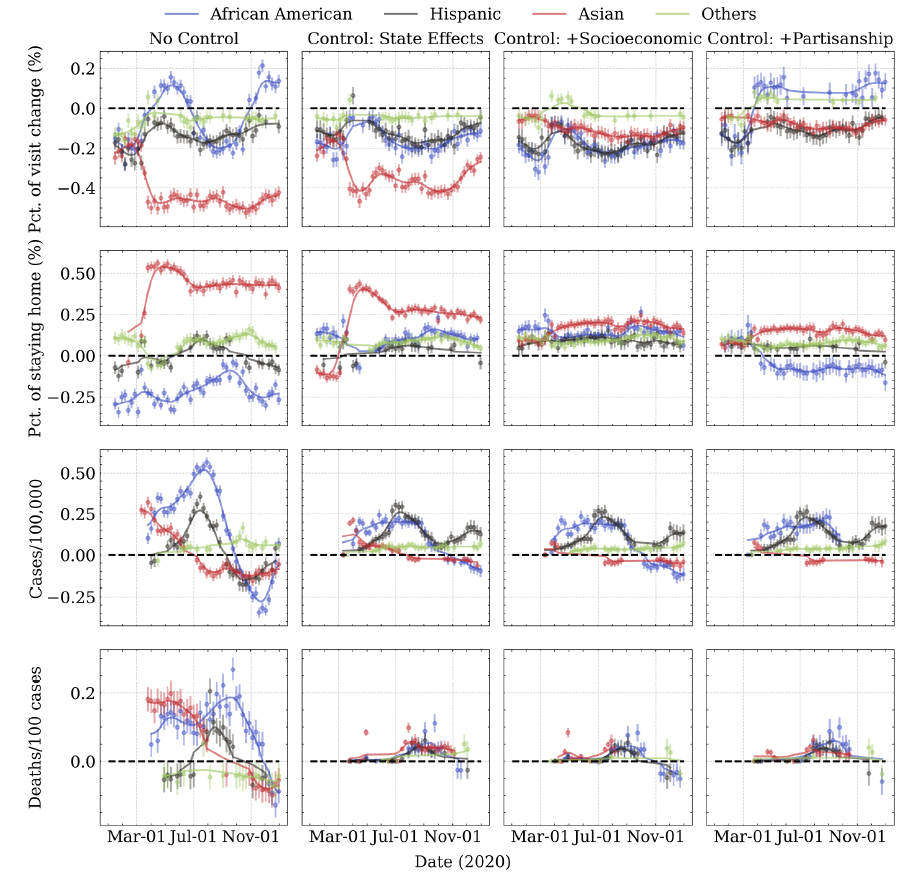 African American Hispanic Asian Others
No Control Control: State Effects Control: +Socioeconomic Control: +Partisanship
Pct. of visit change (%)
0.2
0.0
−0.2
−0.4
Pct. of staying home (%)
0.50
0.25
0.00
−0.25
Cases/100,000
0.50
0.25
0.00
−0.25
Deaths/100 cases
0.2
0.0
Mar-01 Jul-01 Nov-01 Mar-01 Jul-01 Nov-01 Mar-01 Jul-01 Nov-01 Mar-01 Jul-01 Nov-01
Date (2020)